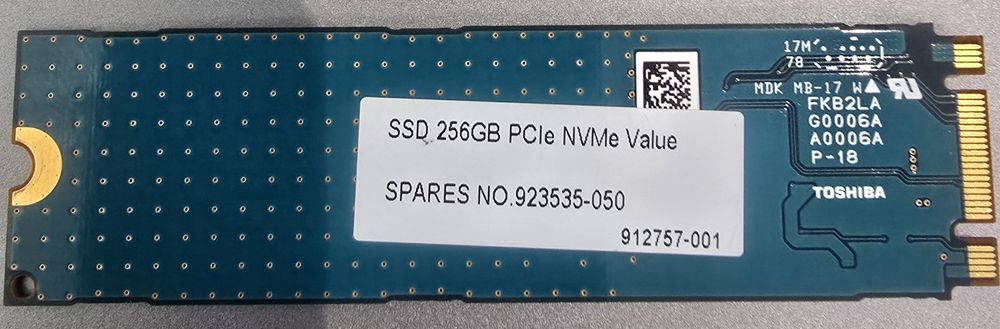 SSD 256GB PCIe NVMe Value
SPARES NO.923535-050
912757-001
17M
78
MDK MB-17 W
FKB2LA
G0006A
A0006A
P-18
TOSHIBA